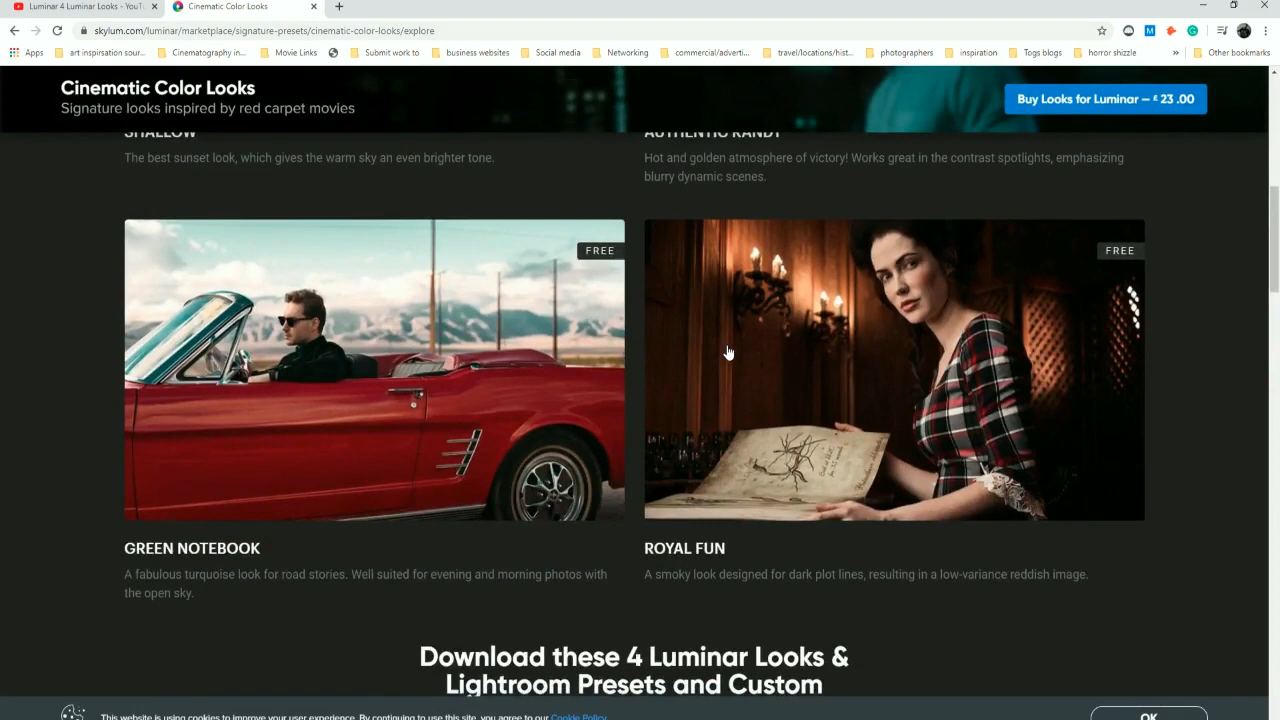 Luminar 4 Luminar Looks - YouTu
Cinematic Color Looks
skylum.com/luminar/marketplace/signature-presets/cinematic-color-looks/explore
Apps
art inpsirsation sour...
Cinematography in...
Movie Links
Submit work to
business websites
Social media
Networking
commercial/adverti...
travel/locations/hist...
photographers
inspiration
Togs blogs
horror shizzle
»
Other bookmarks
Cinematic Color Looks
Signature looks inspired by red carpet movies
Buy Looks for Luminar — £ 23 .00
SHALLOW
The best sunset look, which gives the warm sky an even brighter tone.
AUTHENTIC RANDY
Hot and golden atmosphere of victory! Works great in the contrast spotlights, emphasizing
blurry dynamic scenes.
FREE
FREE
GREEN NOTEBOOK
A fabulous turquoise look for road stories. Well suited for evening and morning photos with
the open sky.
ROYAL FUN
A smoky look designed for dark plot lines, resulting in a low-variance reddish image.
Download these 4 Luminar Looks &
Lightroom Presets and Custom
This website is using cookies to improve your user experience. By continuing to use this site, you agree to our Cookie Policy.
OK